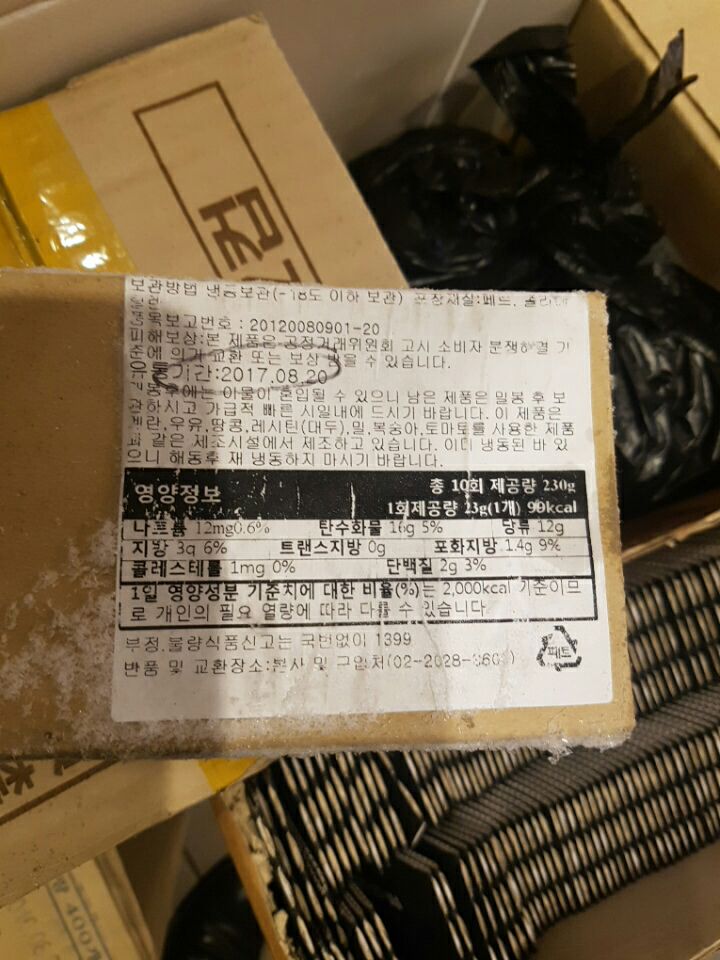 보관방법 냉동보관(-18도 이하 보관) 포장재질:페트,
품목보고번호 : 20120080901-20
피해보상:본 제품은 공정거래위원회 고시 소비자 분쟁해결 기
준에 의거 교환 또는 보상 받을 수 있습니다.
유통기간:2017.08.20
개봉후에는 이물이 혼입될 수 있으니 남은 제품은 밀봉 후 보
관하시고 가급적 빠른 시일내에 드시기 바랍니다. 이 제품은
계란,우유,땅콩,레시틴(대두),밀,복숭아,토마토를 사용한 제품
과 같은 제조시설에서 제조하고 있습니다. 이미 냉동된 바 있
으니 해동후 재 냉동하지 마시기 바랍니다.
영양정보
총 10회 제공량 230g
1회제공량 23g(1개) 90kcal
나트륨 12mg0.6% 탄수화물 16g 5% 당류 12g
지방 3g 6% 트랜스지방 0g 포화지방 1.4g 9%
콜레스테롤 1mg 0% 단백질 2g 3%
1일 영양성분 기준치에 대한 비율(%)는 2,000kcal 기준이므
로 개인의 필요 열량에 따라 다를 수 있습니다.
부정.불량식품신고는 국번없이 1399
반품 및 교환장소:본사 및 구입처(02-2028-
페트
컵